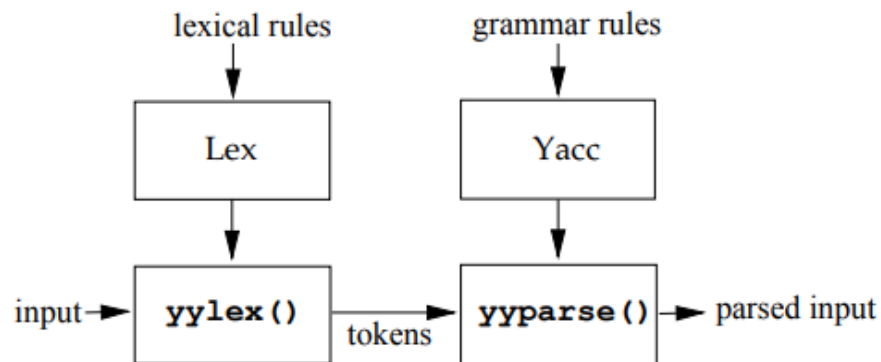 lexical rules
grammar rules
Lex
Yacc
input
yylex()
tokens
yyparse()
parsed input